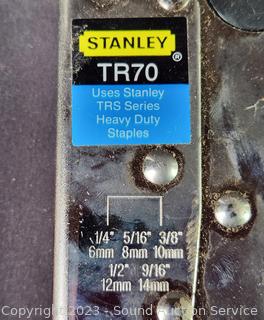 STANLEY
®
TR70
Uses Stanley
TRS Series
Heavy Duty
Staples
1/4" 5/16" 3/8"
6mm 8mm 10mm
1/2" 9/16"
12mm 14mm
Copyright 2023 - Sound Auction Service